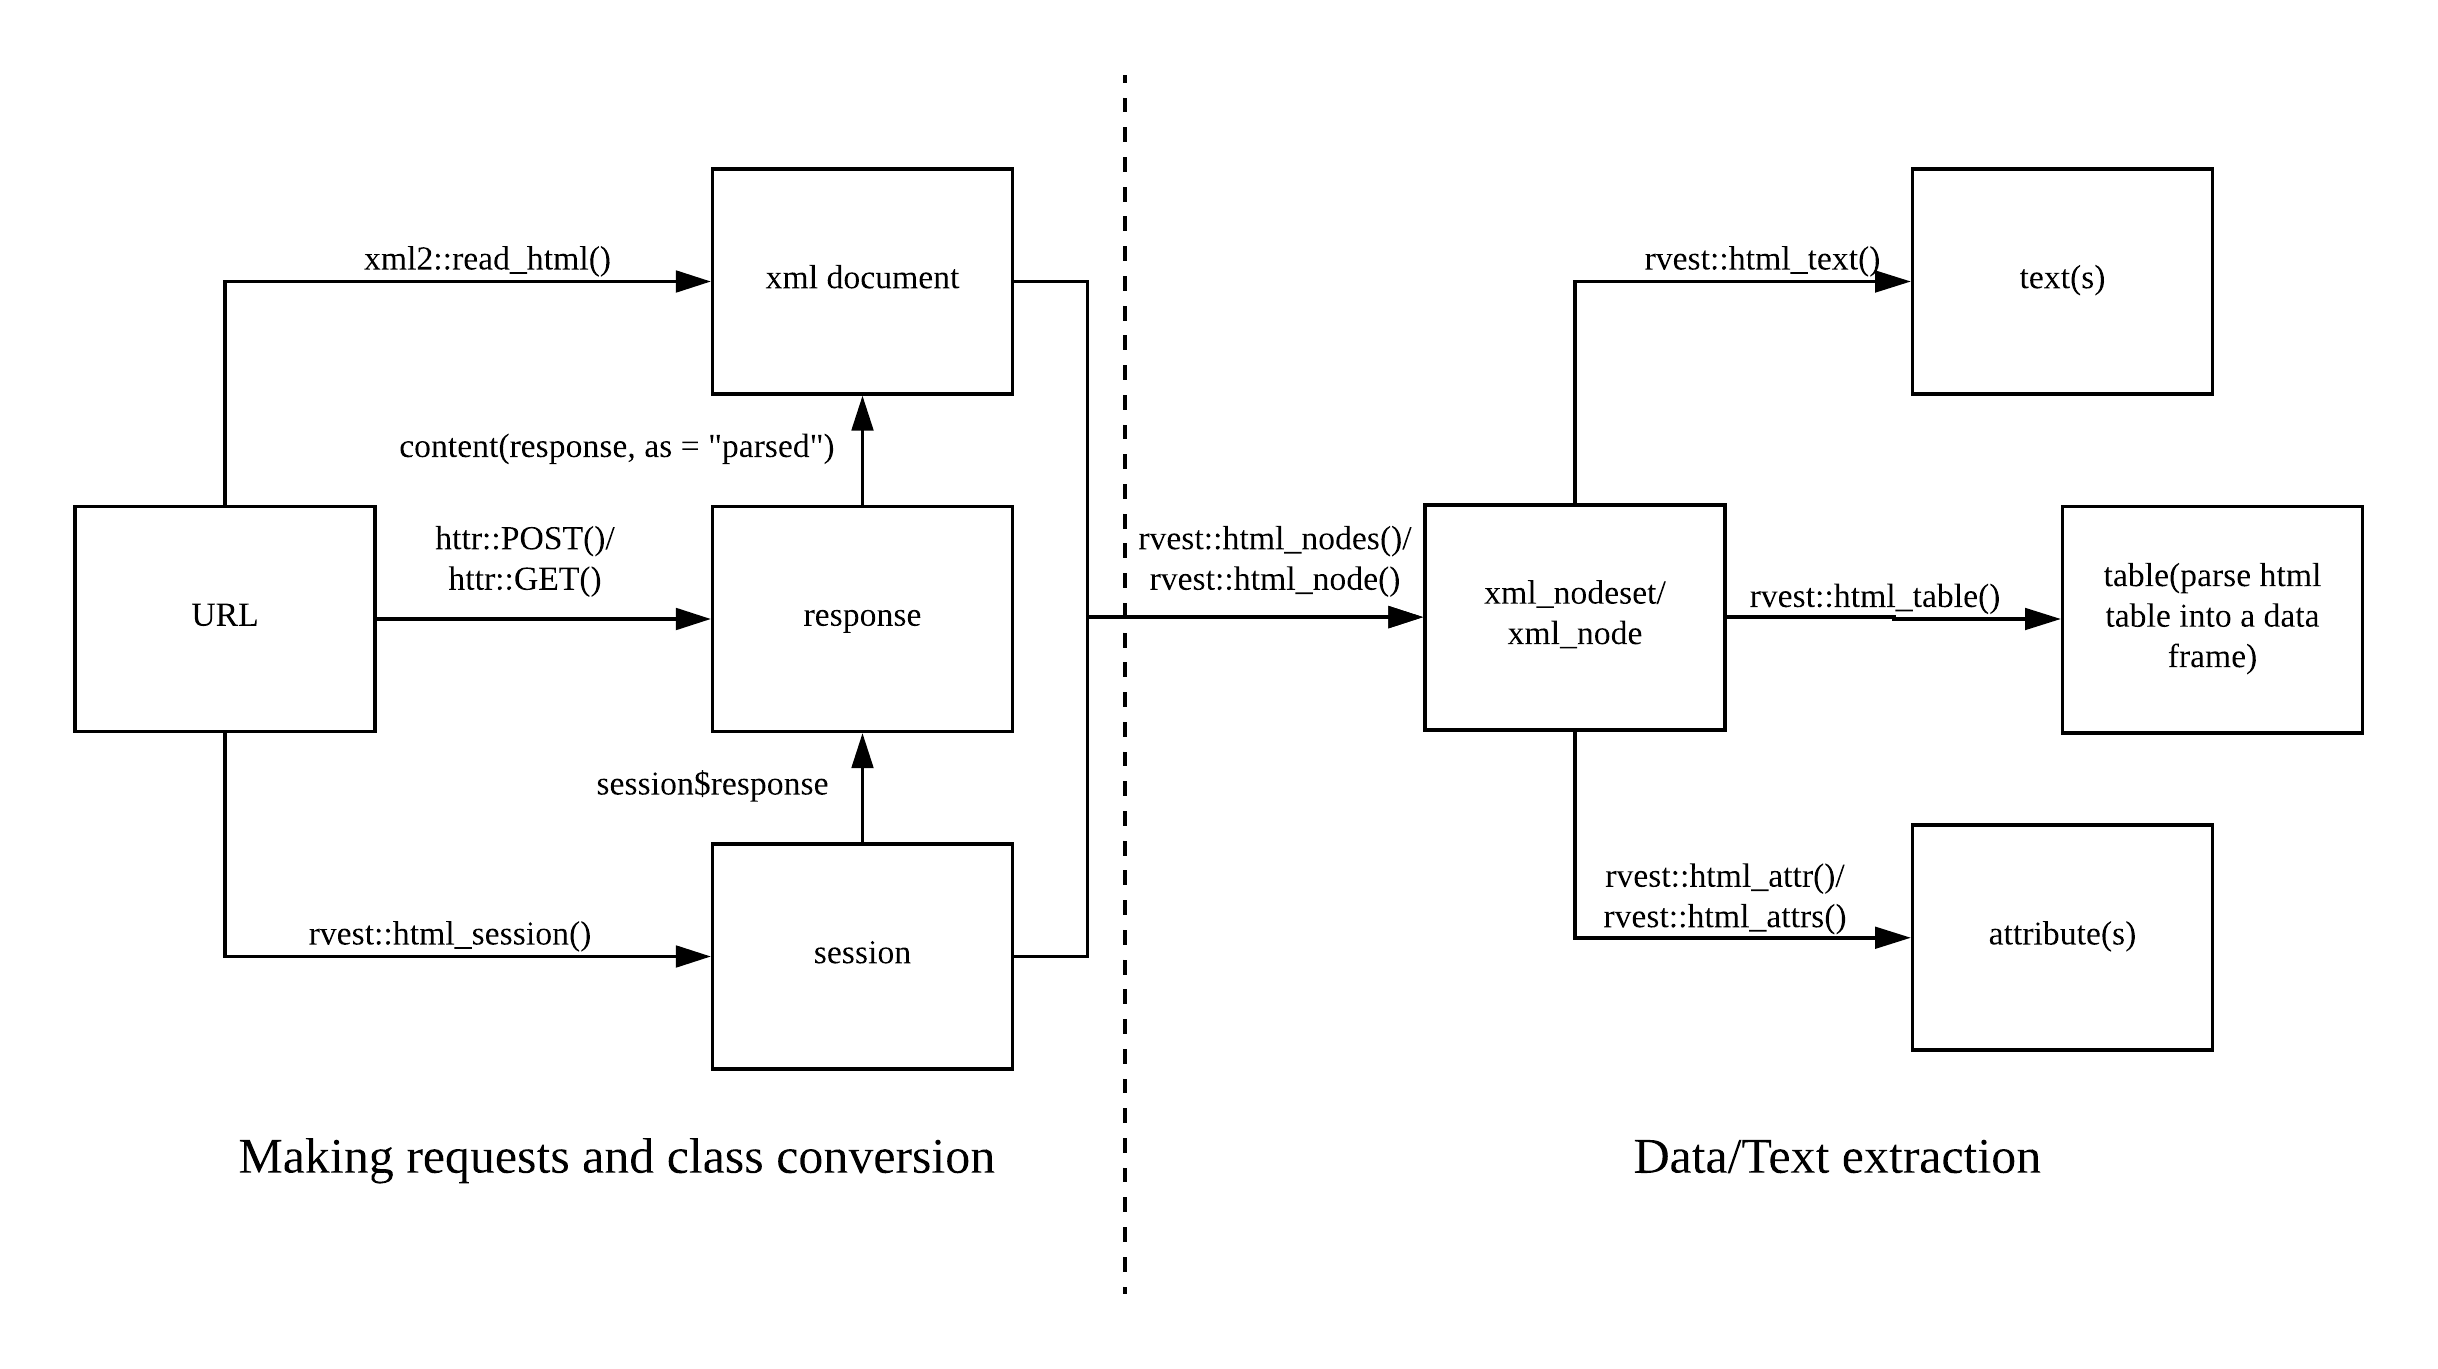 xml2::read_html()
xml document
content(response, as = "parsed")
URL
httr::POST()/
httr::GET()
response
session$response
rvest::html_session()
session
rvest::html_nodes()/
rvest::html_node()
xml_nodeset/
xml_node
rvest::html_text()
text(s)
rvest::html_table()
table(parse html
table into a data
frame)
rvest::html_attr()/
rvest::html_attrs()
attribute(s)
Making requests and class conversion
Data/Text extraction